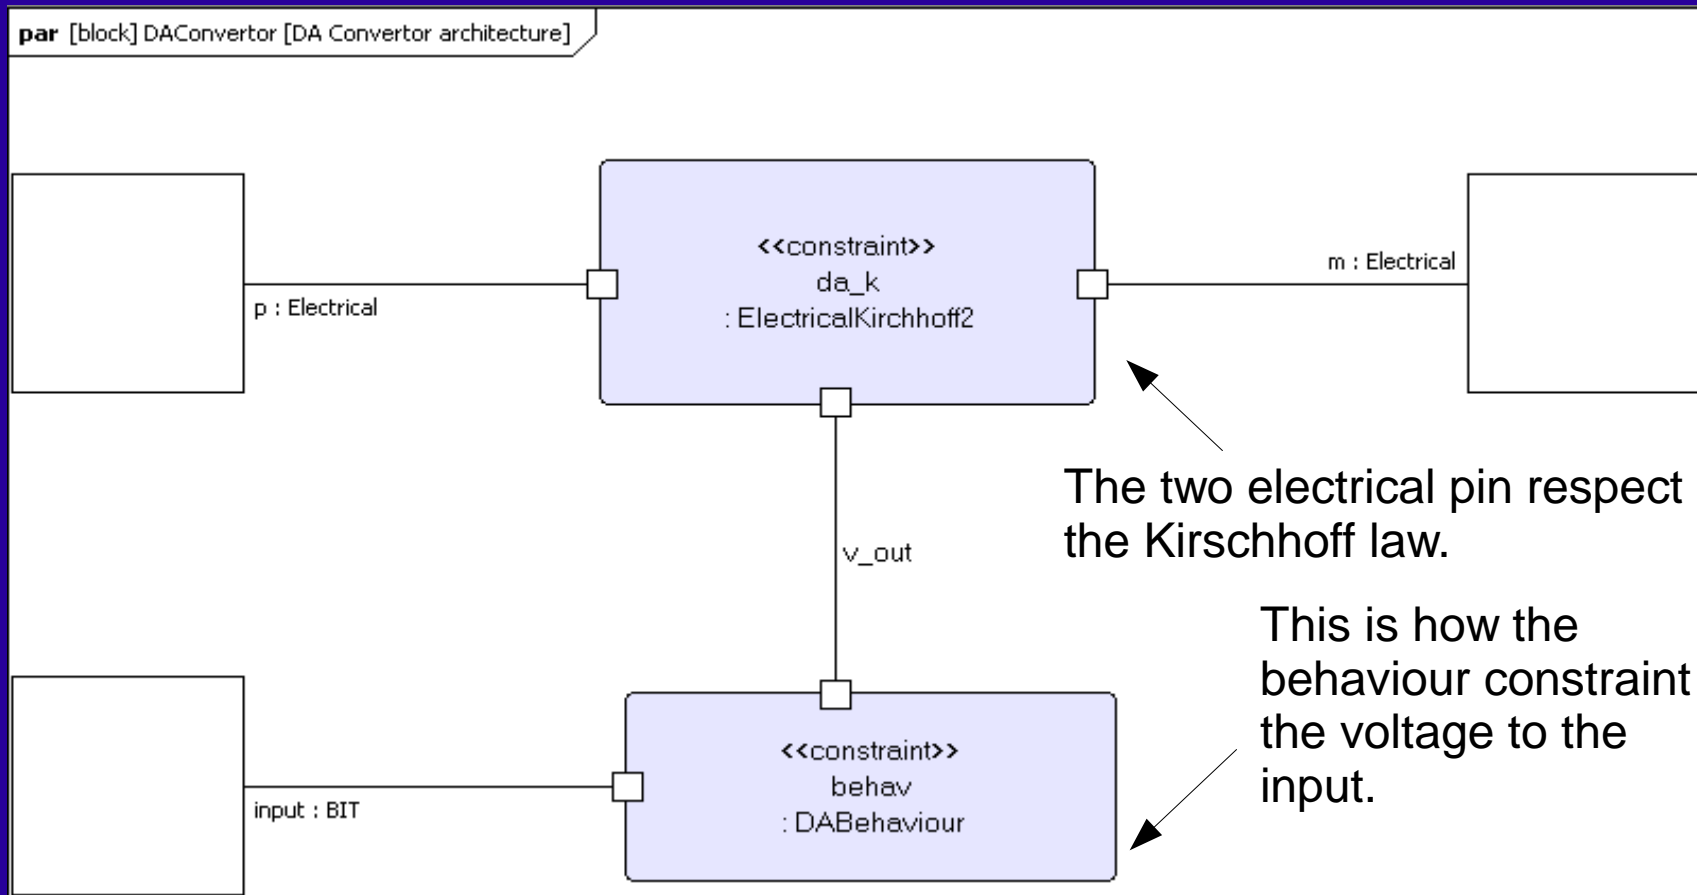 par [block] DAConvertor [DA Convertor architecture]
<<constraint>>
da_k
: ElectricalKirchhoff2
p : Electrical
m : Electrical
The two electrical pin respect
the Kirschhoff law.
v_out
This is how the
behaviour constraint
the voltage to the
input.
<<constraint>>
behav
: DABehaviour
input : BIT